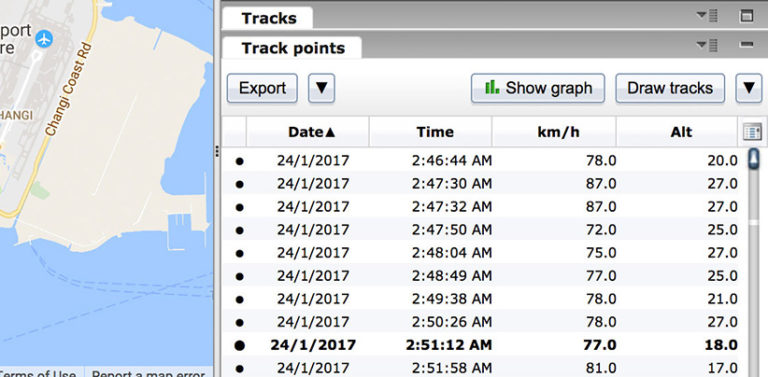 port
re
HANGI
Changi Coast Rd
Terms of Use Report a map error
Tracks
Track points
Export ▼ Show graph Draw tracks ▼
Date▲ Time km/h Alt
24/1/2017 2:46:44 AM 78.0 20.0
24/1/2017 2:47:30 AM 87.0 27.0
24/1/2017 2:47:32 AM 87.0 27.0
24/1/2017 2:47:50 AM 72.0 25.0
24/1/2017 2:48:04 AM 75.0 27.0
24/1/2017 2:48:49 AM 77.0 25.0
24/1/2017 2:49:38 AM 78.0 21.0
24/1/2017 2:50:26 AM 78.0 27.0
24/1/2017 2:51:12 AM 77.0 18.0
24/1/2017 2:51:58 AM 81.0 17.0